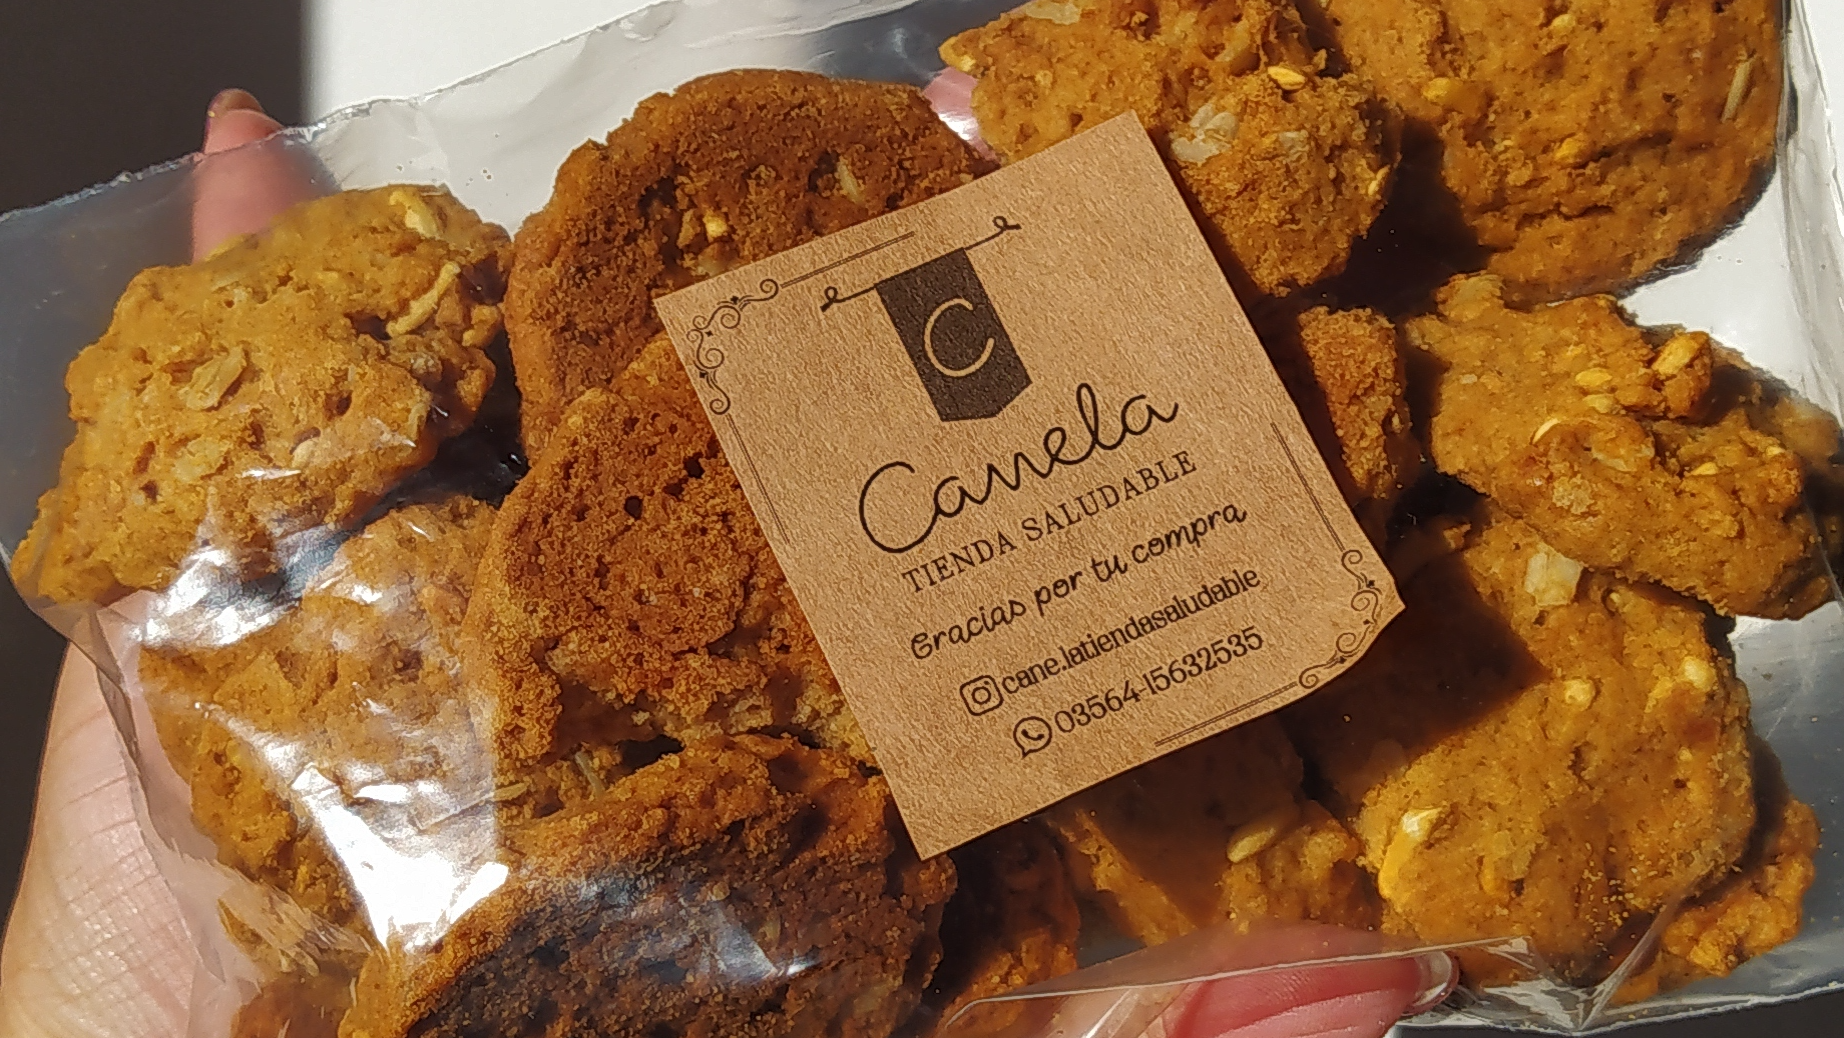 C
Canela
TIENDA SALUDABLE
Gracias por tu compra
cane.latiendasaludable
03564-15632535